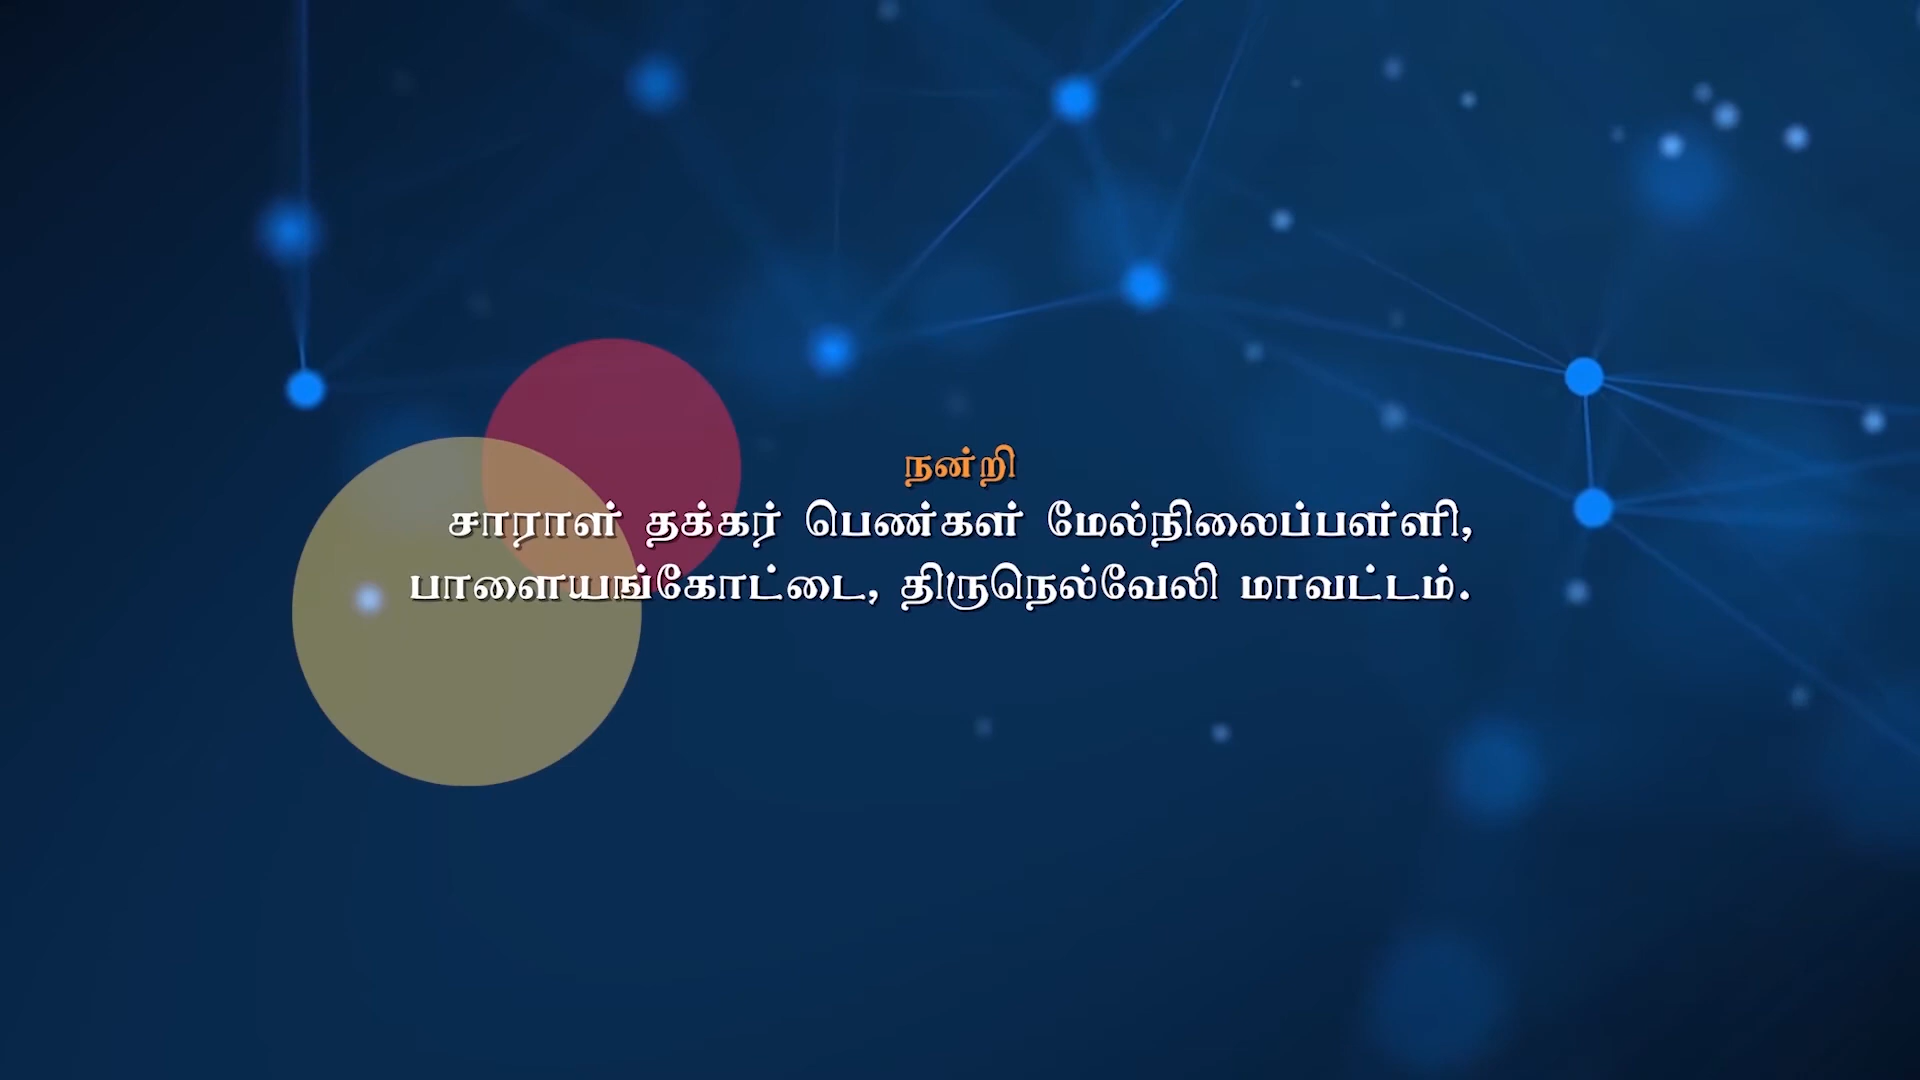 நன்றி
சாராள் தக்கர் பெண்கள் மேல்நிலைப்பள்ளி,
பாளையங்கோட்டை, திருநெல்வேலி மாவட்டம்.